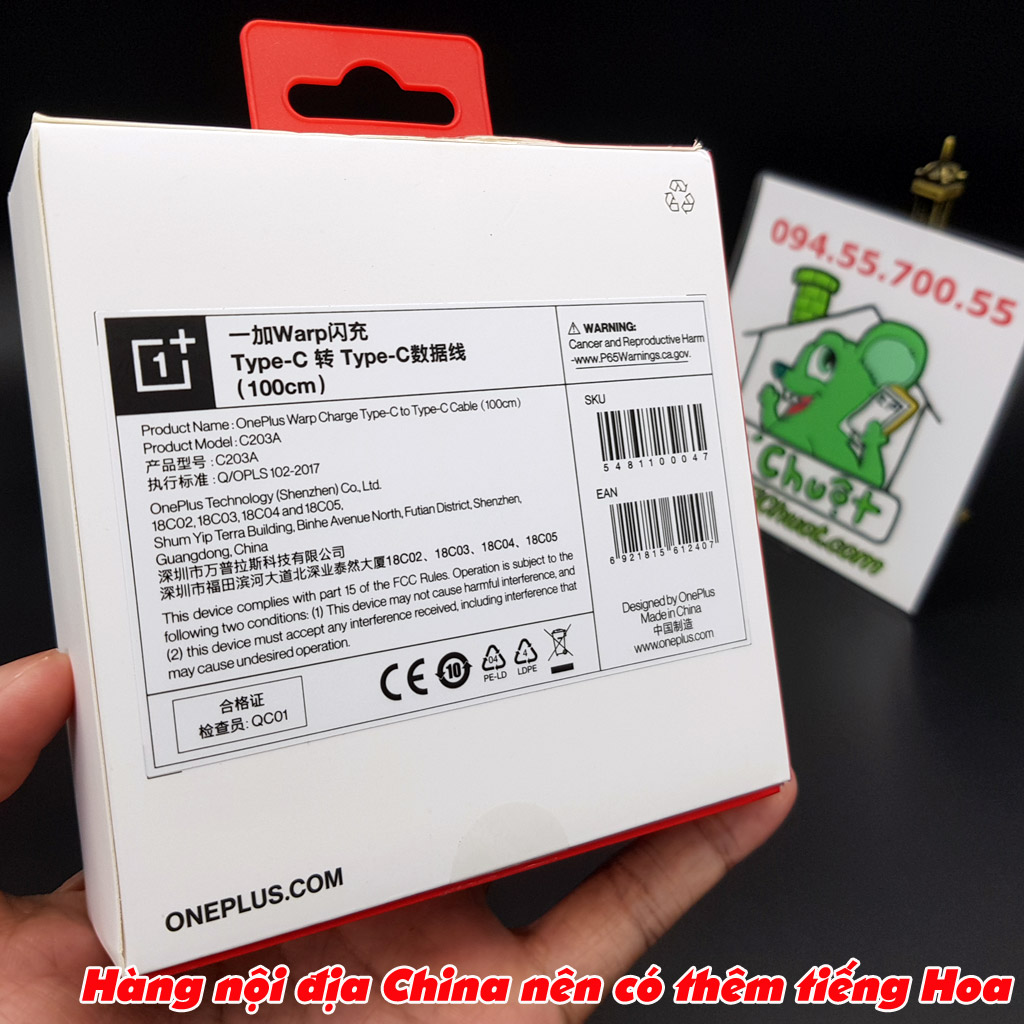 094.55.700.55
1+
一加Warp闪充
Type-C 转 Type-C数据线
（100cm）
WARNING:
Cancer and Reproductive Harm
-www.P65Warnings.ca.gov.
Product Name : OnePlus Warp Charge Type-C to Type-C Cable (100cm)
Product Model : C203A
产品型号 : C203A
执行标准 : Q/OPLS 102-2017
OnePlus Technology (Shenzhen) Co., Ltd.
18C02, 18C03, 18C04 and 18C05,
Shum Yip Terra Building, Binhe Avenue North, Futian District, Shenzhen,
Guangdong, China
深圳市万普拉斯科技有限公司
深圳市福田滨河大道北深业泰然大厦18C02、18C03、18C04、18C05
This device complies with part 15 of the FCC Rules. Operation is subject to the
following two conditions: (1) This device may not cause harmful interference, and
(2) this device must accept any interference received, including interference that
may cause undesired operation.
SKU
5481100047
EAN
6 921815 612407
Designed by OnePlus
Made in China
中国制造
www.oneplus.com
CE
10
04
PE-LD
4
LDPE
合格证
检查员: QC01
ONEPLUS.COM
Chuột
Hàng nội địa China nên có thêm tiếng Hoa